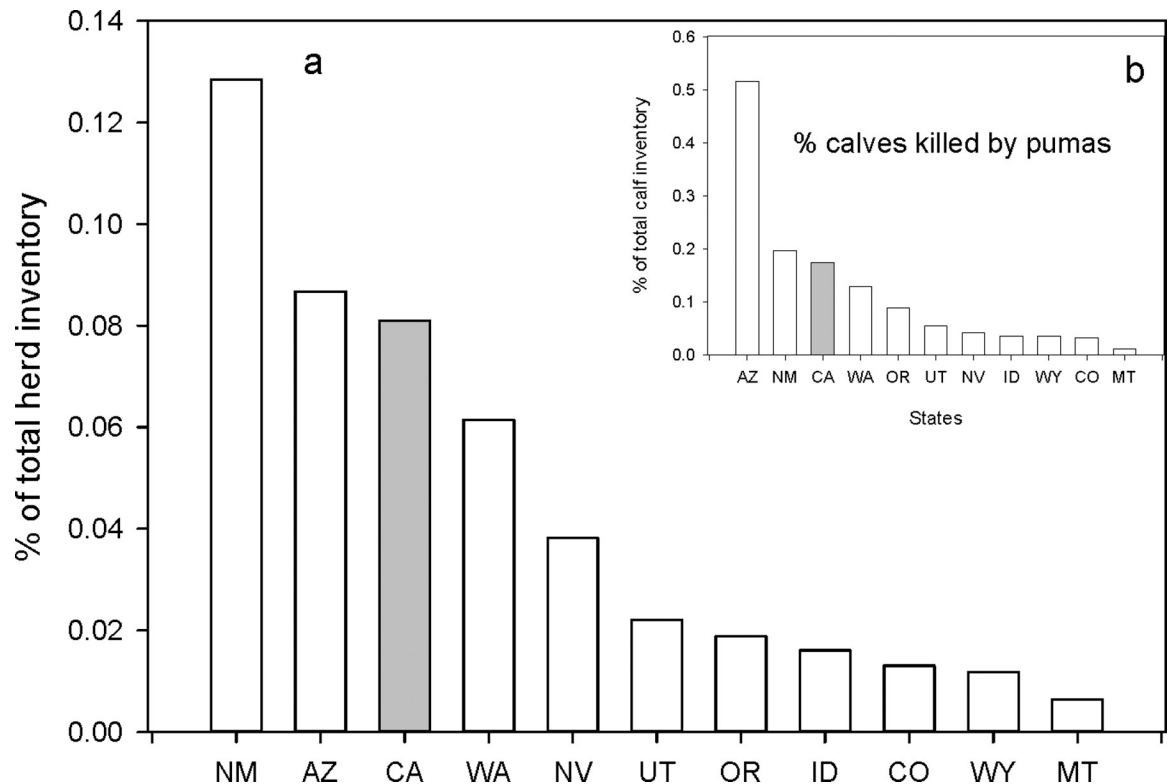 a
% of total herd inventory
0.14
0.12
0.10
0.08
0.06
0.04
0.02
0.00
NM AZ CA WA NV UT OR ID CO WY MT
b
% calves killed by pumas
% of total calf inventory
0.6
0.5
0.4
0.3
0.2
0.1
0.0
AZ NM CA WA OR UT NV ID WY CO MT
States